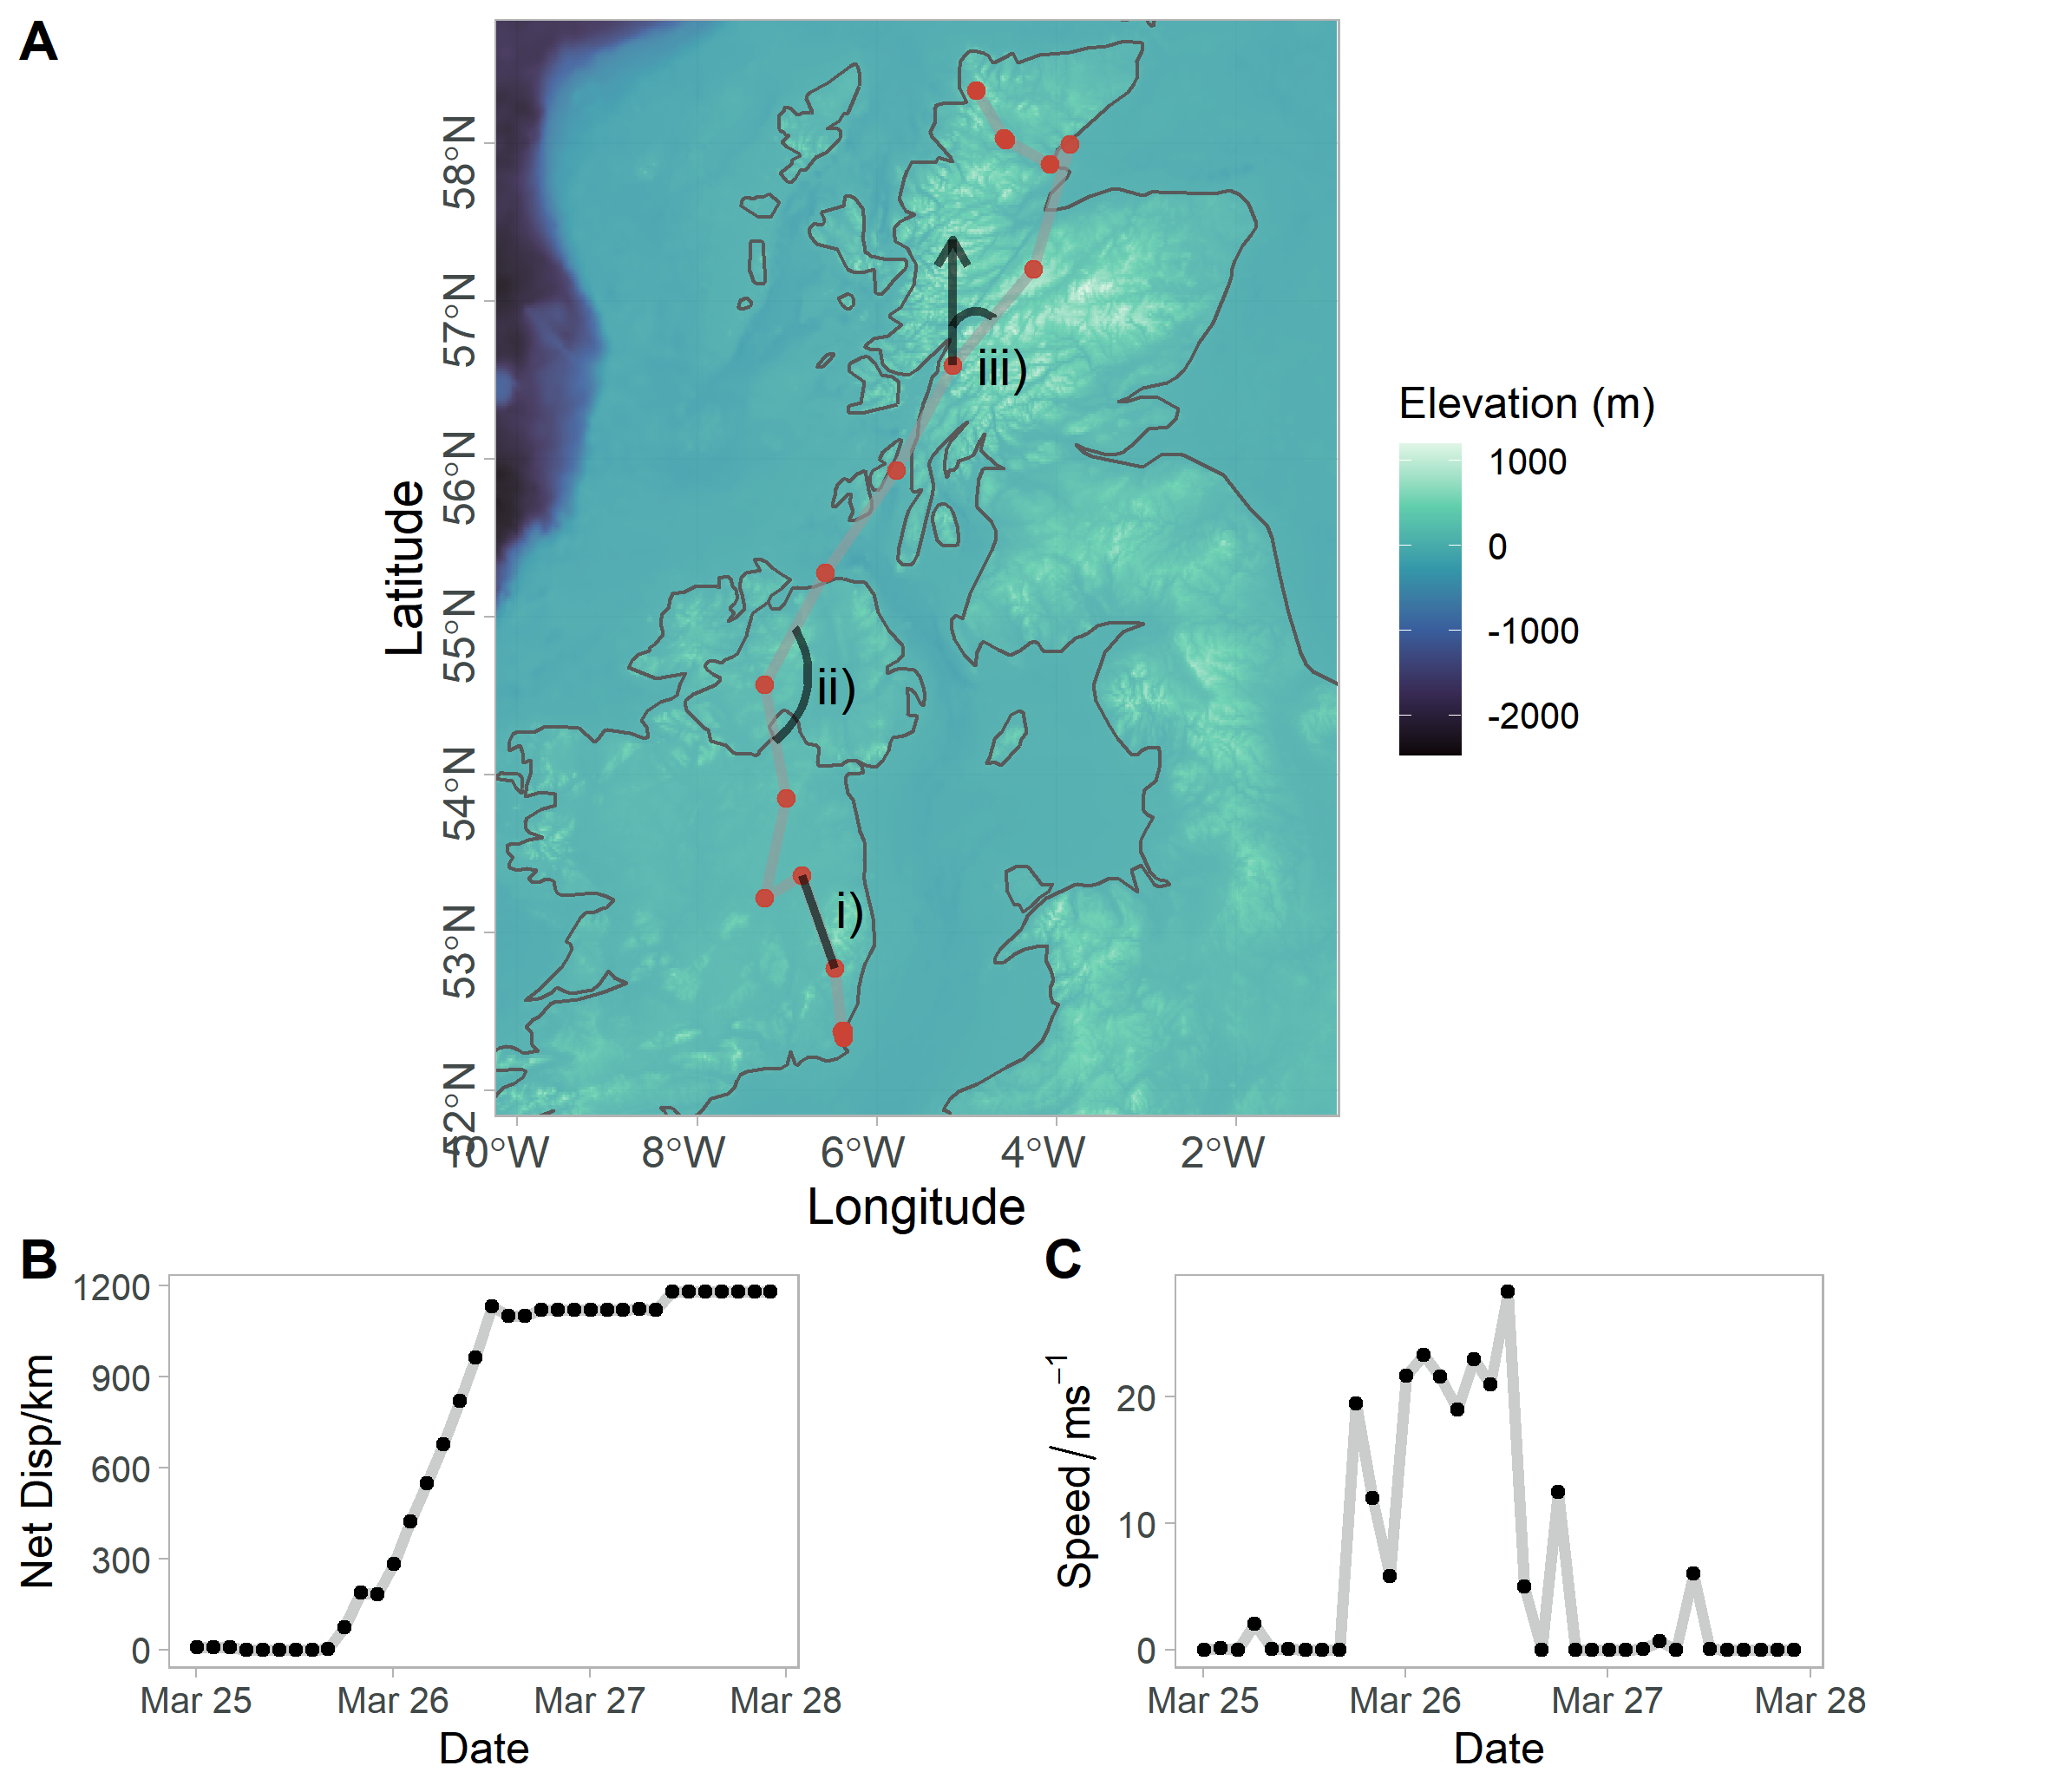 A
58°N
57°N
56°N
55°N
54°N
53°N
52°N
Latitude
10°W
8°W
6°W
4°W
2°W
Longitude
iii)
ii)
i)
Elevation (m)
1000
0
-1000
-2000
B
1200
900
600
300
0
Net Disp/km
Mar 25
Mar 26
Mar 27
Mar 28
Date
C
20
10
0
Speed/ms⁻¹
Mar 25
Mar 26
Mar 27
Mar 28
Date